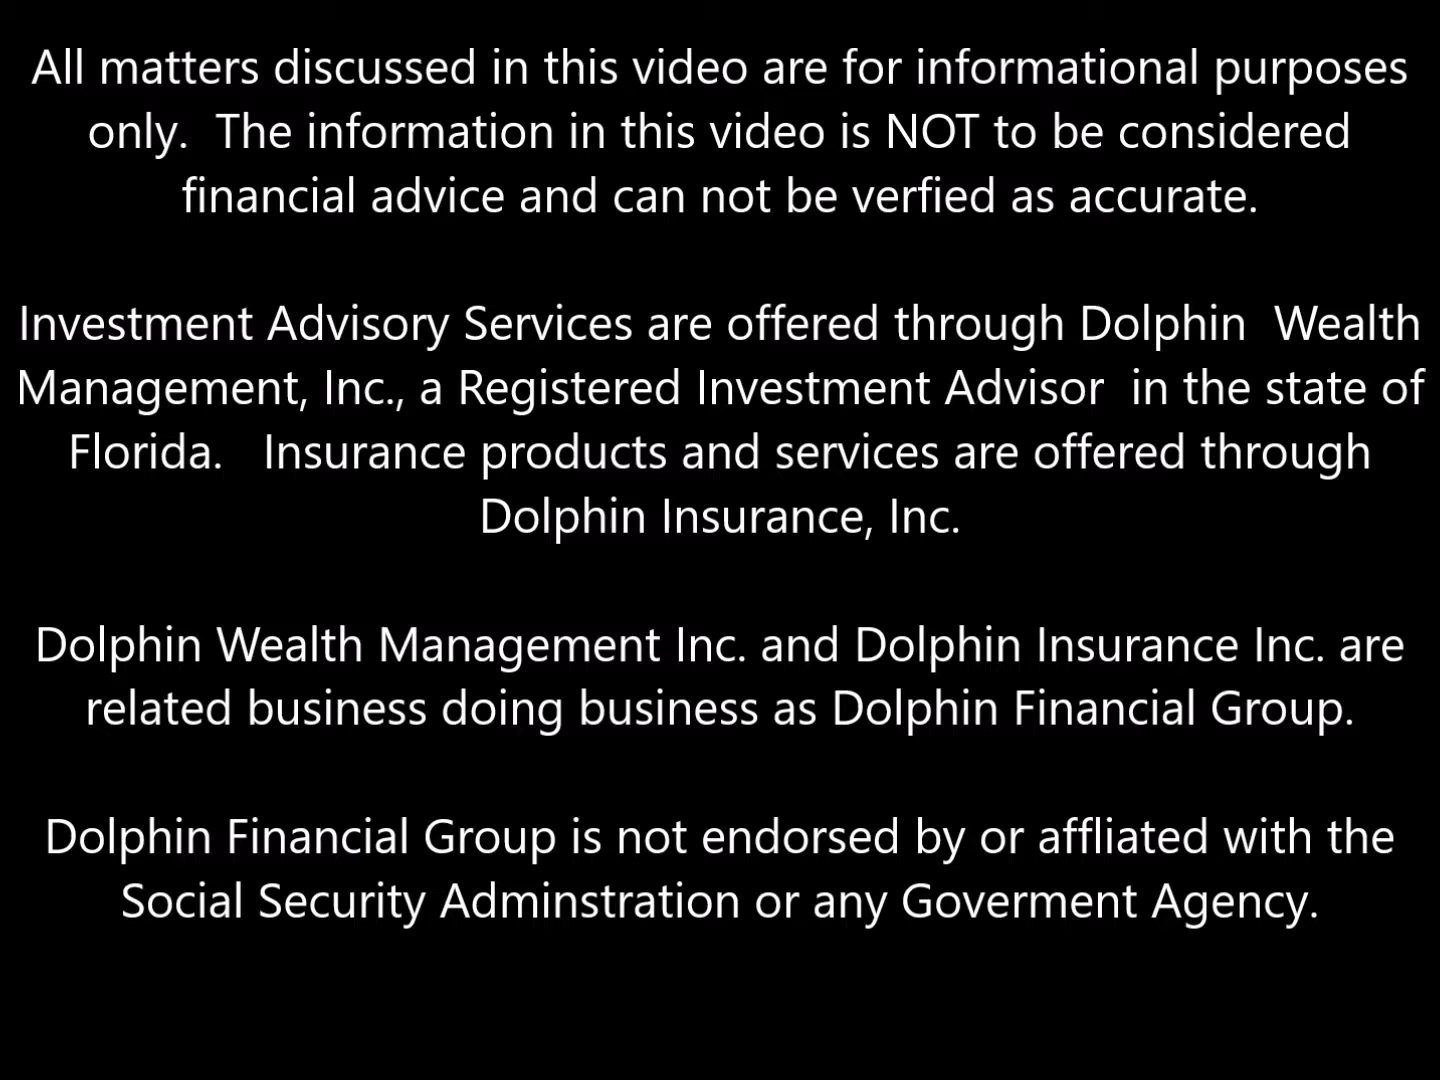 All matters discussed in this video are for informational purposes
only.  The information in this video is NOT to be considered
financial advice and can not be verfied as accurate.
Investment Advisory Services are offered through Dolphin  Wealth
Management, Inc., a Registered Investment Advisor  in the state of
Florida.   Insurance products and services are offered through
Dolphin Insurance, Inc.
Dolphin Wealth Management Inc. and Dolphin Insurance Inc. are
related business doing business as Dolphin Financial Group.
Dolphin Financial Group is not endorsed by or affliated with the
Social Security Adminstration or any Goverment Agency.